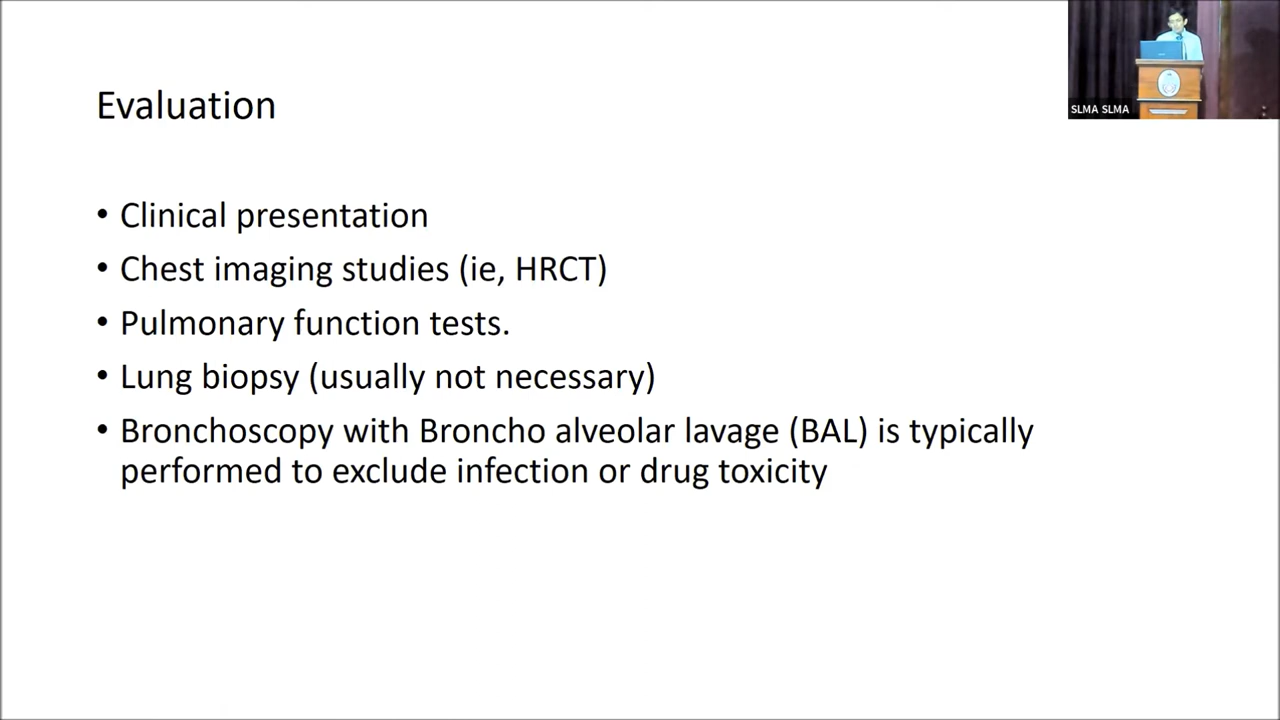 Evaluation
• Clinical presentation
• Chest imaging studies (ie, HRCT)
• Pulmonary function tests.
• Lung biopsy (usually not necessary)
• Bronchoscopy with Broncho alveolar lavage (BAL) is typically
performed to exclude infection or drug toxicity
SLMA SLMA